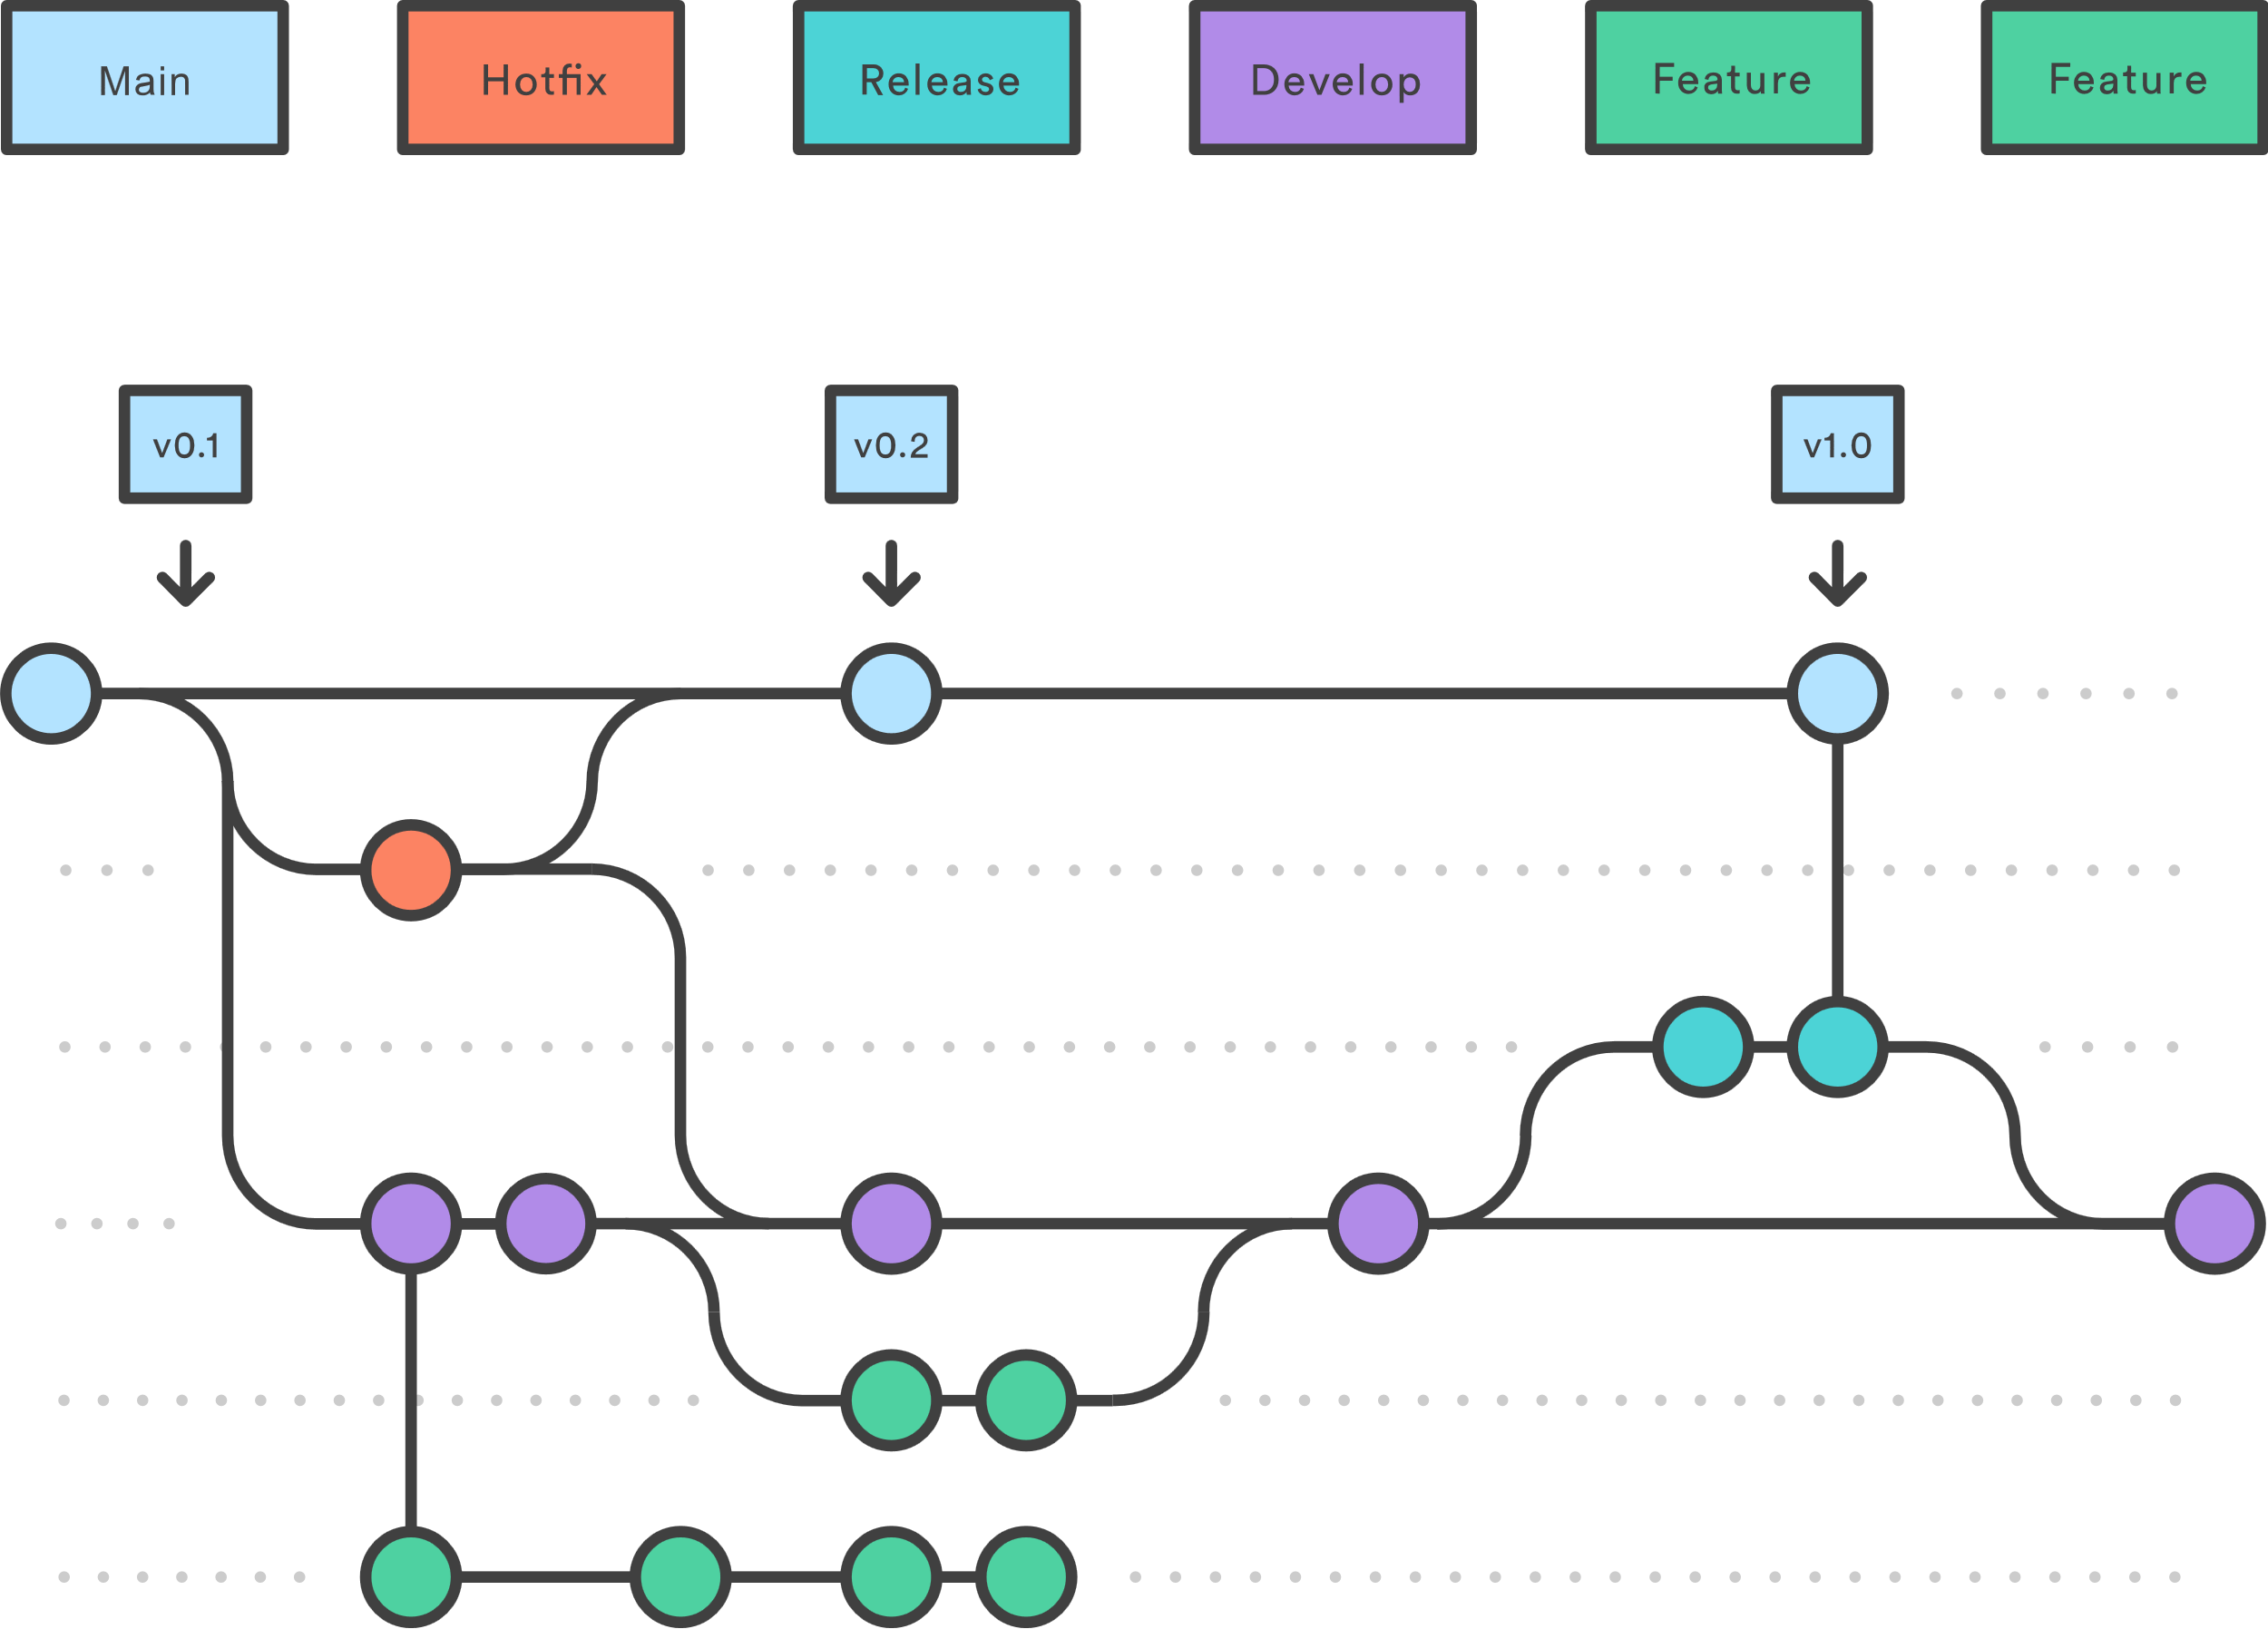 Main
Hotfix
Release
Develop
Feature
Feature
v0.1
v0.2
v1.0